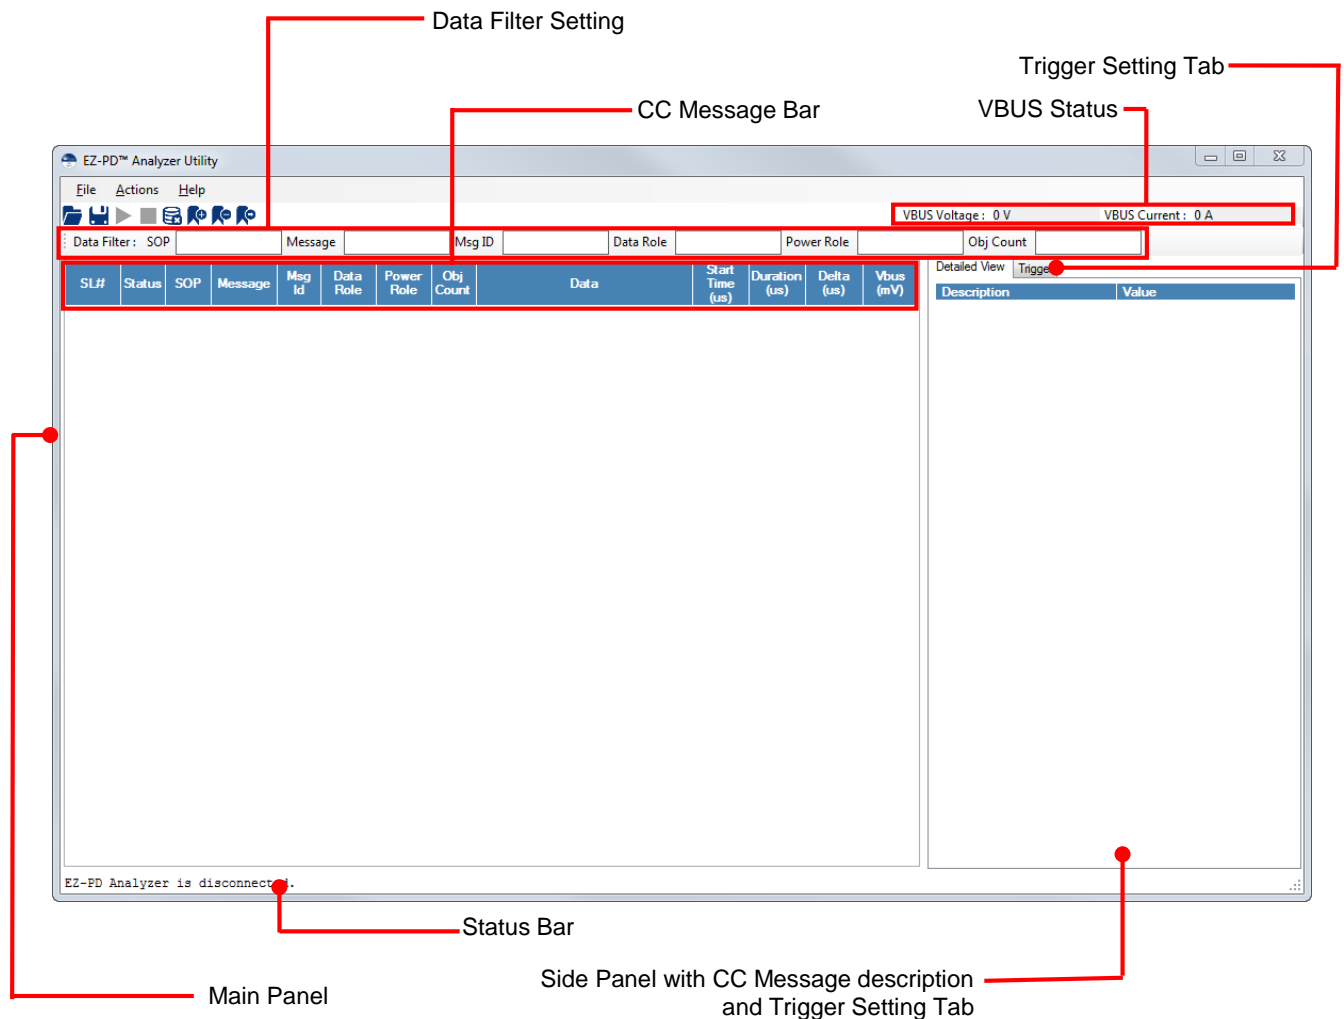 Data Filter Setting
Trigger Setting Tab
CC Message Bar
VBUS Status
EZ-PD™ Analyzer Utility
File Actions Help
VBUS Voltage : 0 V VBUS Current : 0 A
Data Filter : SOP Message Msg ID Data Role Power Role Obj Count
SL# Status SOP Message Msg Id Data Role Power Role Obj Count Data Start Time (us) Duration (us) Delta (us) Vbus (mV)
Detailed View Trigger
Description Value
EZ-PD Analyzer is disconnected.
Status Bar
Main Panel
Side Panel with CC Message description
and Trigger Setting Tab